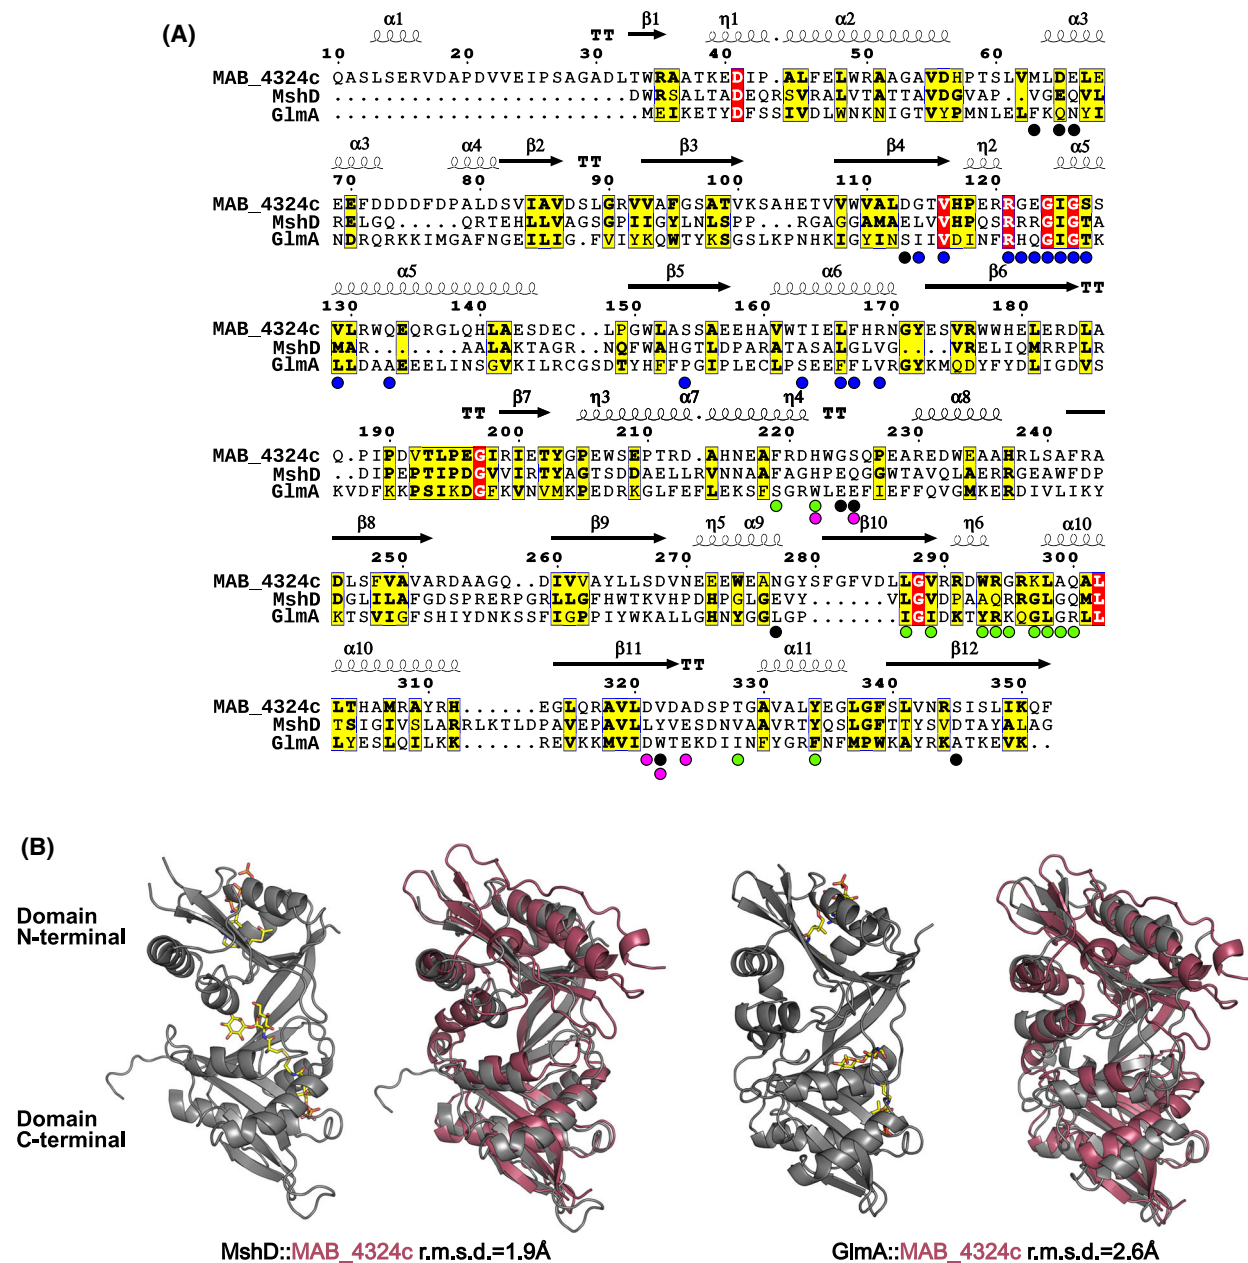 (A)
α1 TT β1 η1 α2 α3
10 20 30 40 50 60
MAB_4324c QASLSERVDAPDVVEIPSAGADLTWRAATKEDIP.ALFELWRAAGAVDHPTSLVMLDELE
MshD .......................DWRSALTADEQRSVRALVTATTAVDGVAP..VGEQVL
GlmA ........................MEIKETYDFSSIVDLWNKNIGTVYPMNLELFKQNYI
α3 α4 β2 TT β3 β4 η2 α5
70 80 90 100 110 120
MAB_4324c EEFDDDDFDPALDSVIAVDSLGRVVAFGSATVKSAHETVVWVALDGTVHPERRGEGIGSS
MshD RELGQ...QRTEHLLVAGSGPIIGYLNLSPP...RGAGGAMAELVVHPQSRRRGIGTA
GlmA NDRQRKKIMGAFNGEILIG.FVIYKQWTYKSGSLKPNHKIGYINSIIVDINFRHQGIGTK
α5 β5 α6 β6 TT
130 140 150 160 170 180
MAB_4324c VLRWQEQRGLQHLAESDEC..LPGWLASSAEEHAVWTIELFHRNGYESVRWWHELERDLA
MshD MAR.....AALAKTAGR..NQFWAHGTLDPARATASALGLVG...VRELIQMRRPLR
GlmA LLDAAEEELINSGVKILRCGSDTYHFFPGIPLECLPSEEFFLVRGYKMQDYFYDLIGDVS
TT β7 η3 α7 η4 TT α8
190 200 210 220 230 240
MAB_4324c Q.PIPDVTLPEGIRIETYGPEWSEPTRD.AHNEAFRDHWGSQPEAREDWEAAHRLSAFRA
MshD ..DIPEPTIPDGVVIRTYAGTSDDAELLRVNNAAFAGHPEQGGWTAVQLAERRGEAWFDP
GlmA KVDFKKPSIKDGFKVNVMKPEDRKGLFEFLEKSFSGRWLEEFIEFFQVGMKERDIVLIKY
β8 β9 η5 α9 β10 η6 α10
250 260 270 280 290 300
MAB_4324c DLSFVAVARDAAGQ..DIVVAYLLSDVNEEEWEANGYSFGFVDLLGVRRDWRGRKLAQAL
MshD DGLILAFGDSPRERPGRLLGFHWTKVHPDHPGLGEVY......VLGVDPAAQRRGLGQML
GlmA KTSVIGFSHIYDNKSSFIGPPIYWKALLGHNYGGLGP.......IGIDKTYRKQGLGRLL
α10 β11 TT α11 β12
310 320 330 340 350
MAB_4324c LTHAMRAYRH......EGLQRAVLDVDADSPTGAVALYEGLGFSLVNRSISLIKQF
MshD TSIGIVSLARRLKTLDPAVEPAVLLYVESDNVAAVRTYQSLGFTTYSVDTAYALAG
GlmA LYESLQILKK......REVKKMVIDWTEKDIINFYGRFNFMPWKAYRKATKEVK..
(B)
Domain N-terminal
Domain C-terminal
MshD::MAB_4324c r.m.s.d.=1.9Å
GlmA::MAB_4324c r.m.s.d.=2.6Å